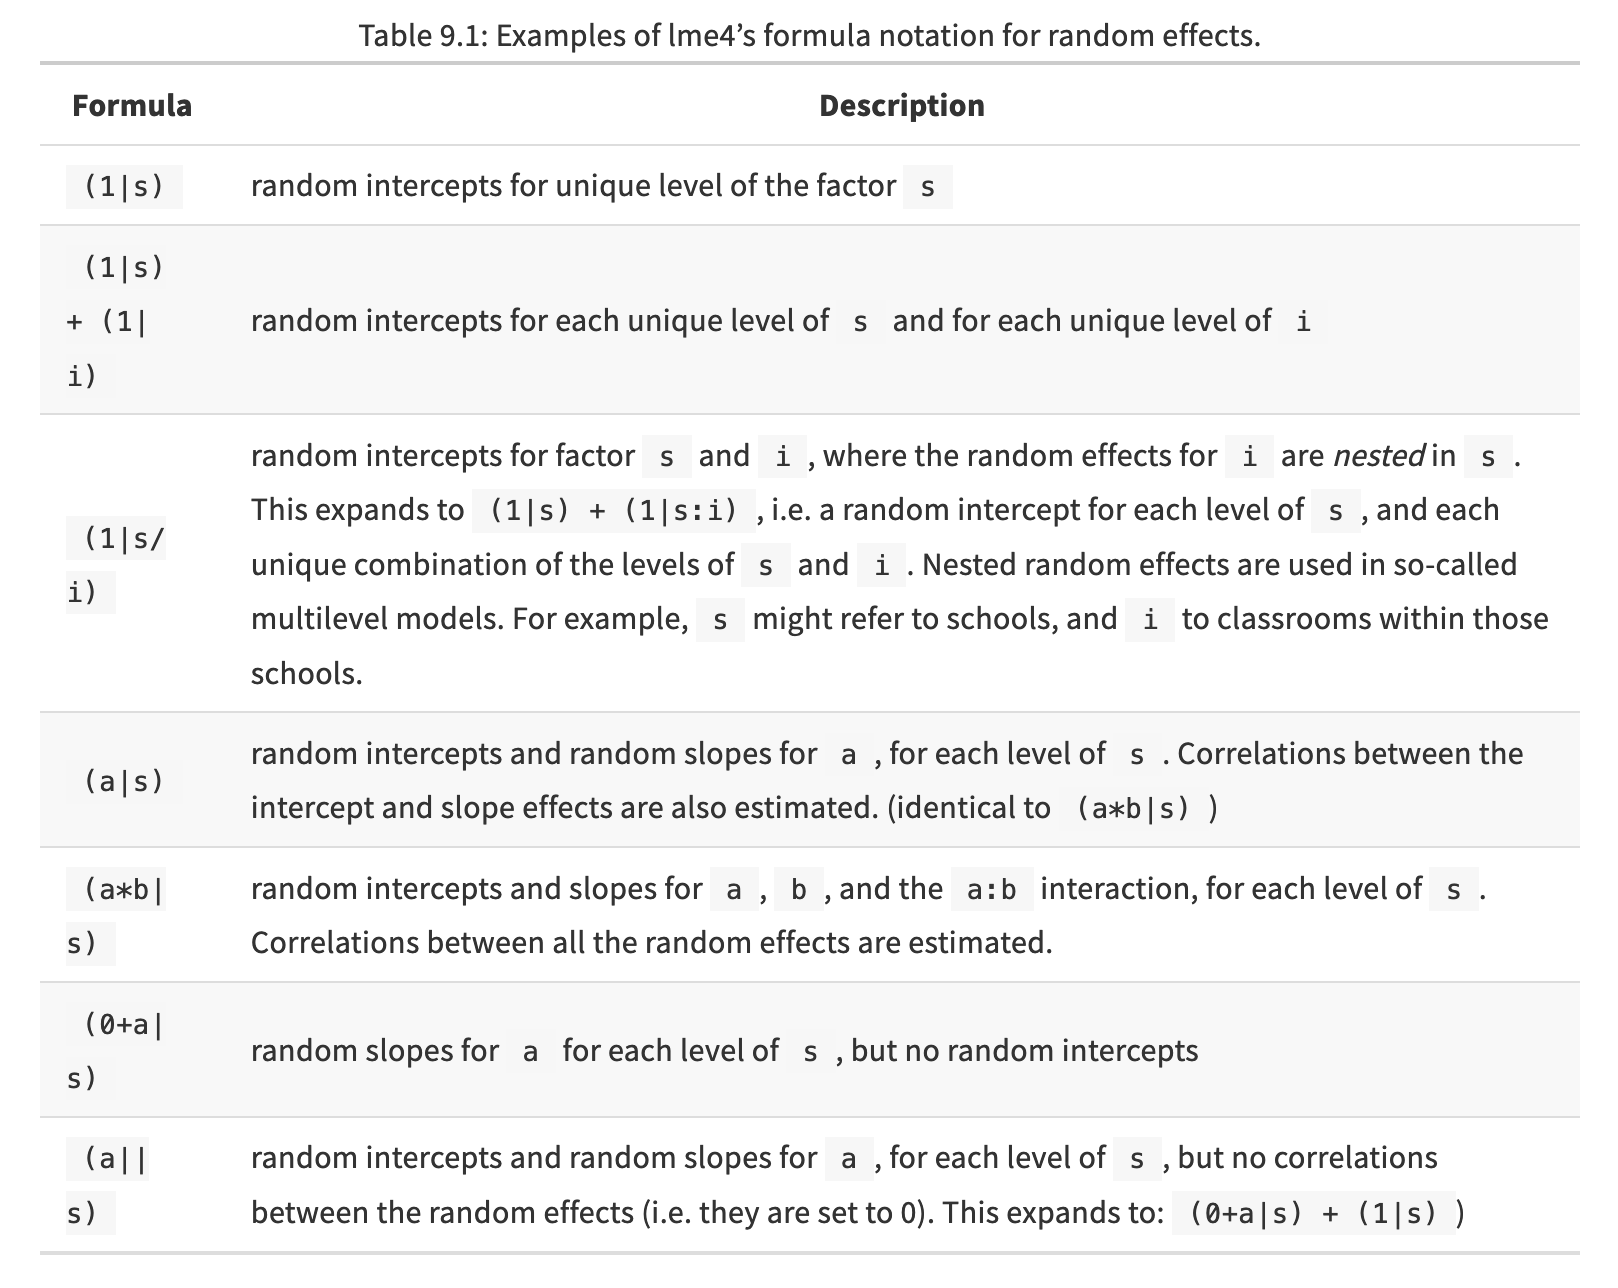 Table 9.1: Examples of lme4’s formula notation for random effects.
Formula Description
(1|s) random intercepts for unique level of the factor s
(1|s)
+ (1|
i)
random intercepts for each unique level of s and for each unique level of i
(1|s/
i)
random intercepts for factor s and i , where the random effects for i are nested in s .
This expands to (1|s) + (1|s:i) , i.e. a random intercept for each level of s , and each
unique combination of the levels of s and i . Nested random effects are used in so-called
multilevel models. For example, s might refer to schools, and i to classrooms within those
schools.
(a|s)
random intercepts and random slopes for a , for each level of s . Correlations between the
intercept and slope effects are also estimated. (identical to (a*b|s) )
(a*b|
s)
random intercepts and slopes for a , b , and the a:b interaction, for each level of s .
Correlations between all the random effects are estimated.
(0+a|
s)
random slopes for a for each level of s , but no random intercepts
(a||
s)
random intercepts and random slopes for a , for each level of s , but no correlations
between the random effects (i.e. they are set to 0). This expands to: (0+a|s) + (1|s) )